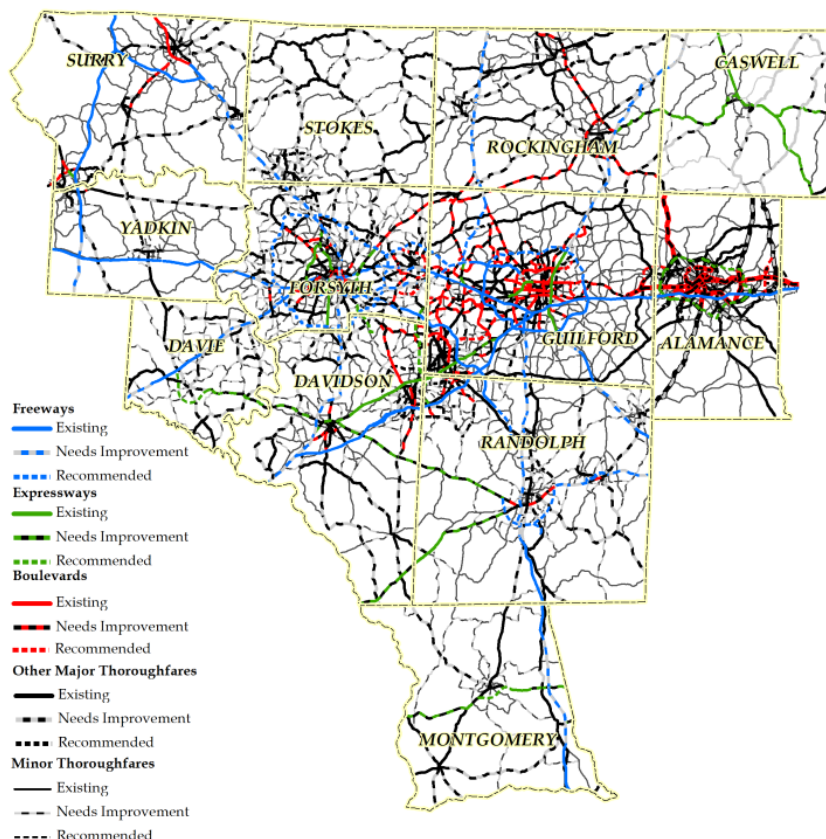 SURRY
STOKES
CASWELL
ROCKINGHAM
YADKIN
FORSYTH
DAVIE
GUILFORD
ALAMANCE
DAVIDSON
RANDOLPH
MONTGOMERY
Freeways
Existing
Needs Improvement
Recommended
Expressways
Existing
Needs Improvement
Recommended
Boulevards
Existing
Needs Improvement
Recommended
Other Major Thoroughfares
Existing
Needs Improvement
Recommended
Minor Thoroughfares
Existing
Needs Improvement
Recommended